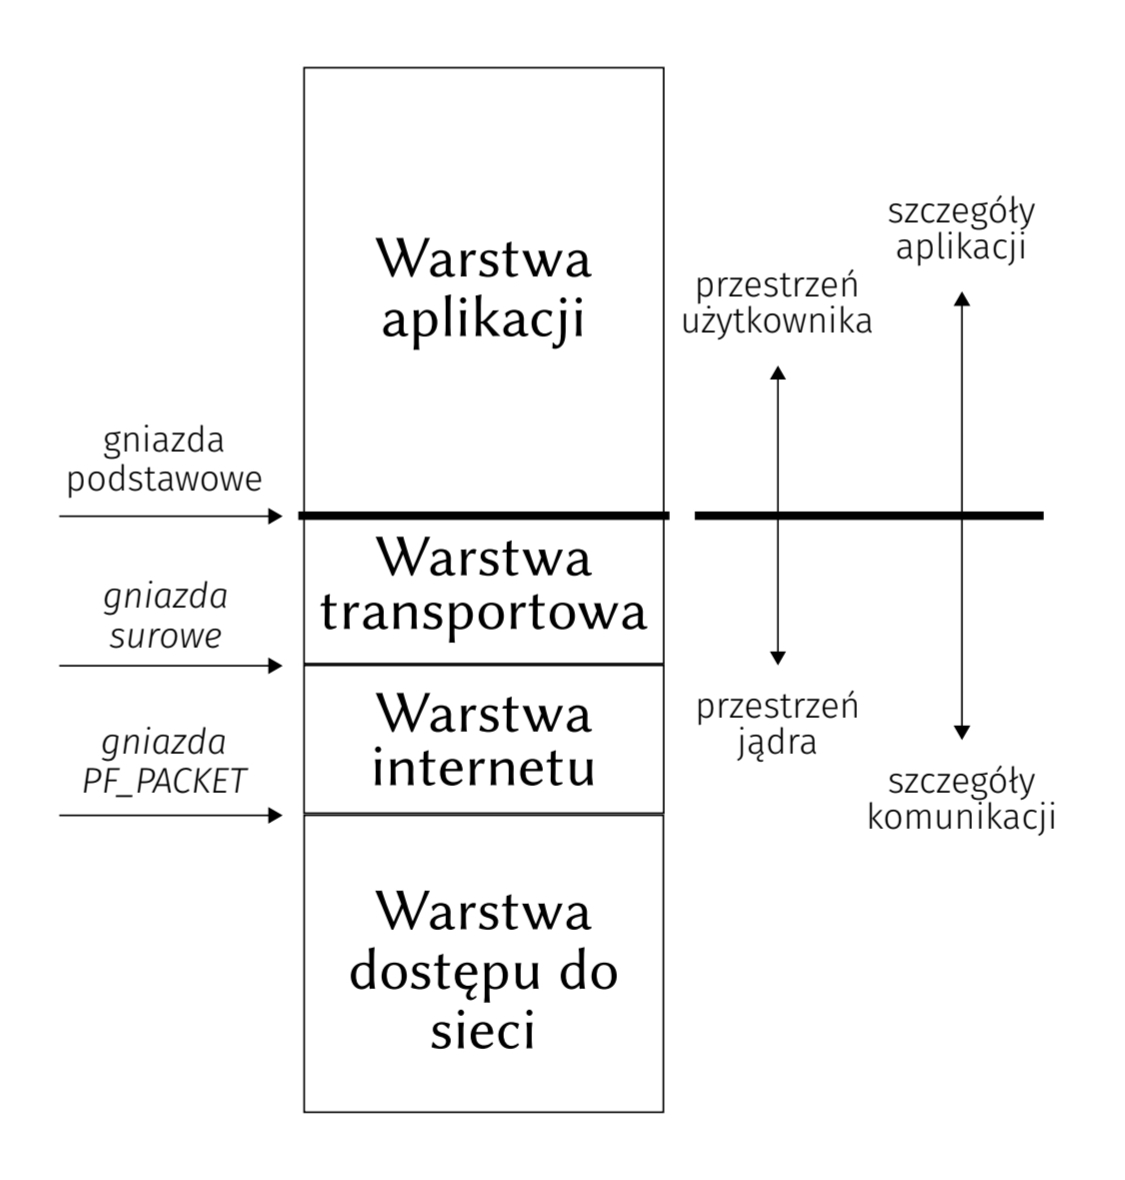 Warstwa
aplikacji
gniazda
podstawowe
Warstwa
transportowa
gniazda
surowe
Warstwa
internetu
gniazda
PF_PACKET
Warstwa
dostępu do
sieci
przestrzeń
użytkownika
przestrzeń
jądra
szczegóły
aplikacji
szczegóły
komunikacji